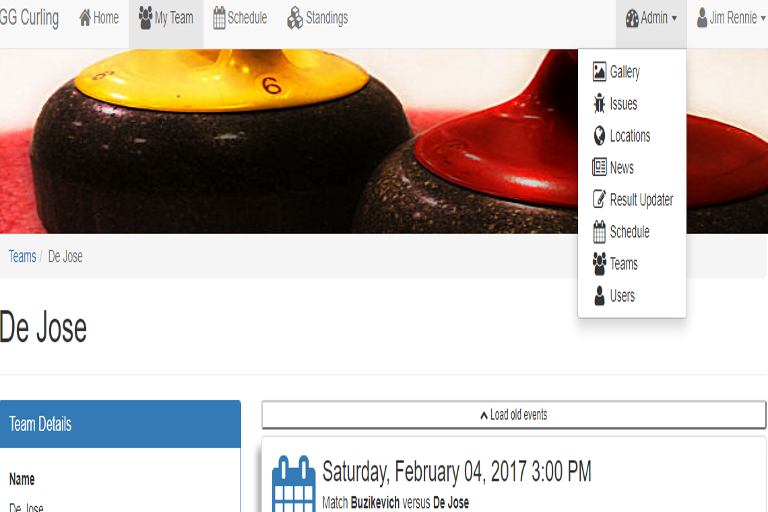 GG Curling Home My Team Schedule Standings Admin Jim Rennie
6
6
Gallery
Issues
Locations
News
Result Updater
Schedule
Teams
Users
Teams / De Jose
De Jose
Team Details
Name
De Jose
Load old events
Saturday, February 04, 2017 3:00 PM
Match Buzikevich versus De Jose